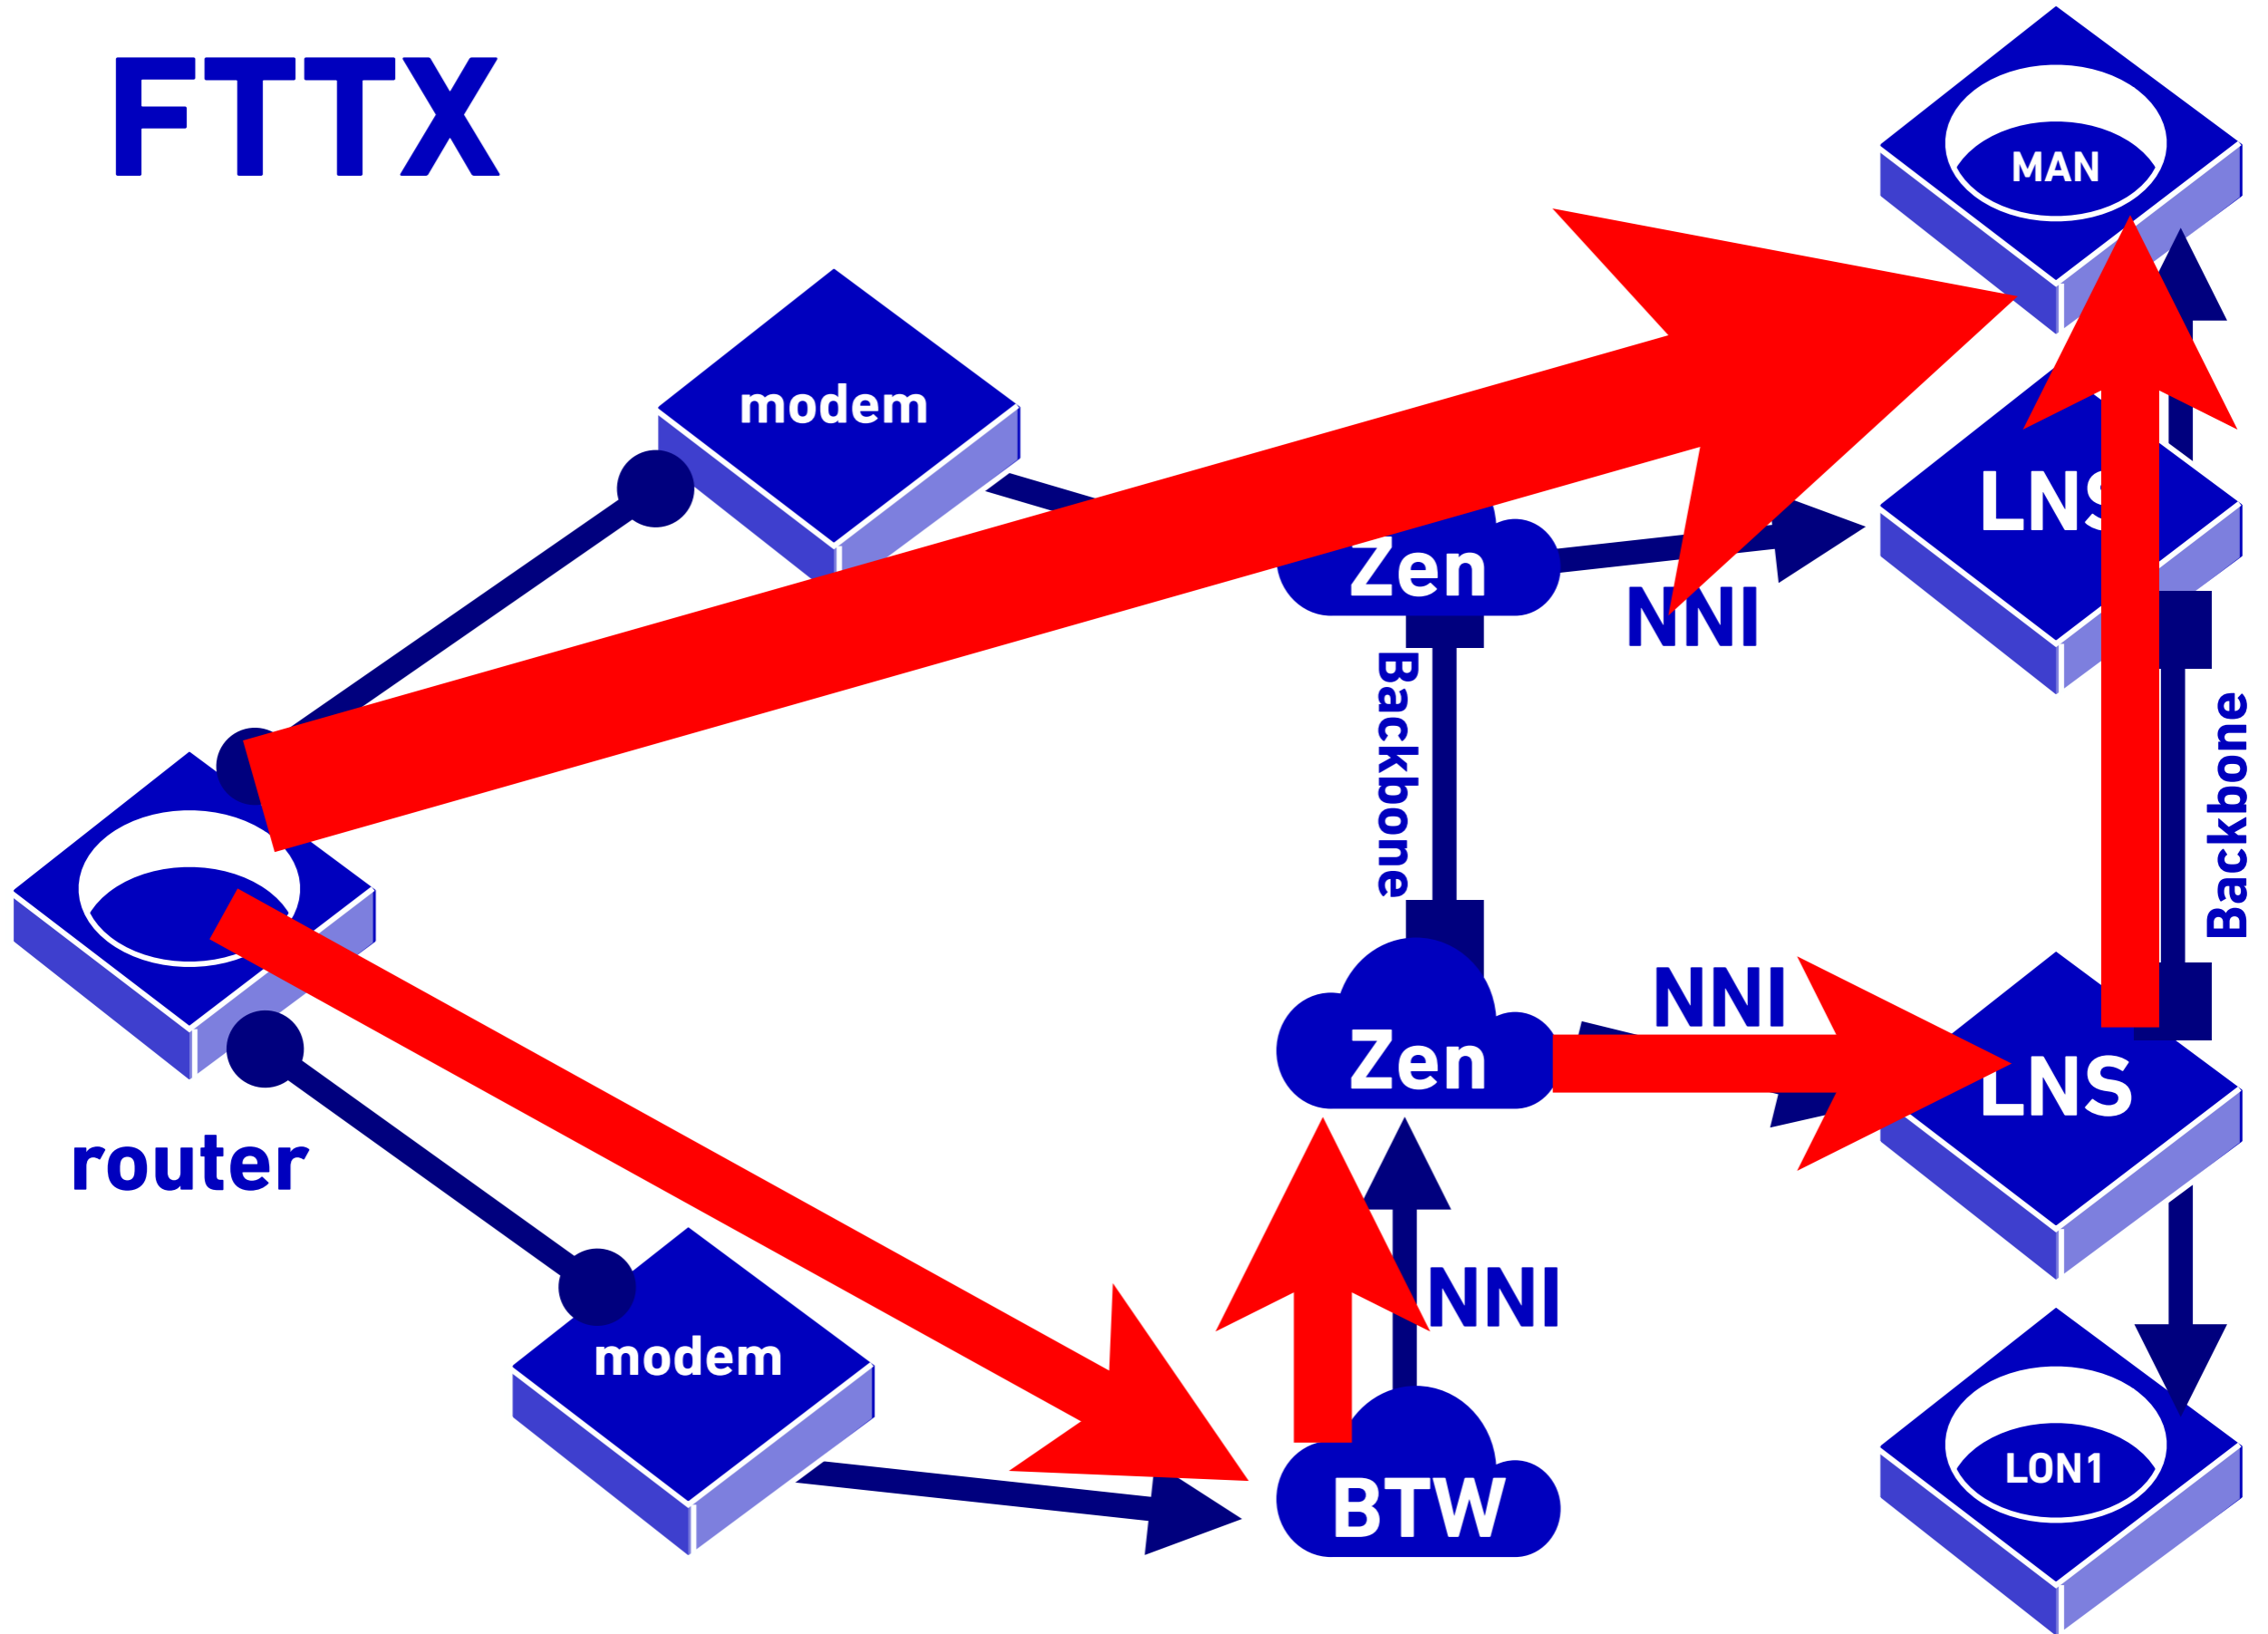 FTTX
MAN
modem
LNS
Zen
NNI
Backbone
Backbone
NNI
Zen
LNS
router
NNI
modem
BTW
LON1